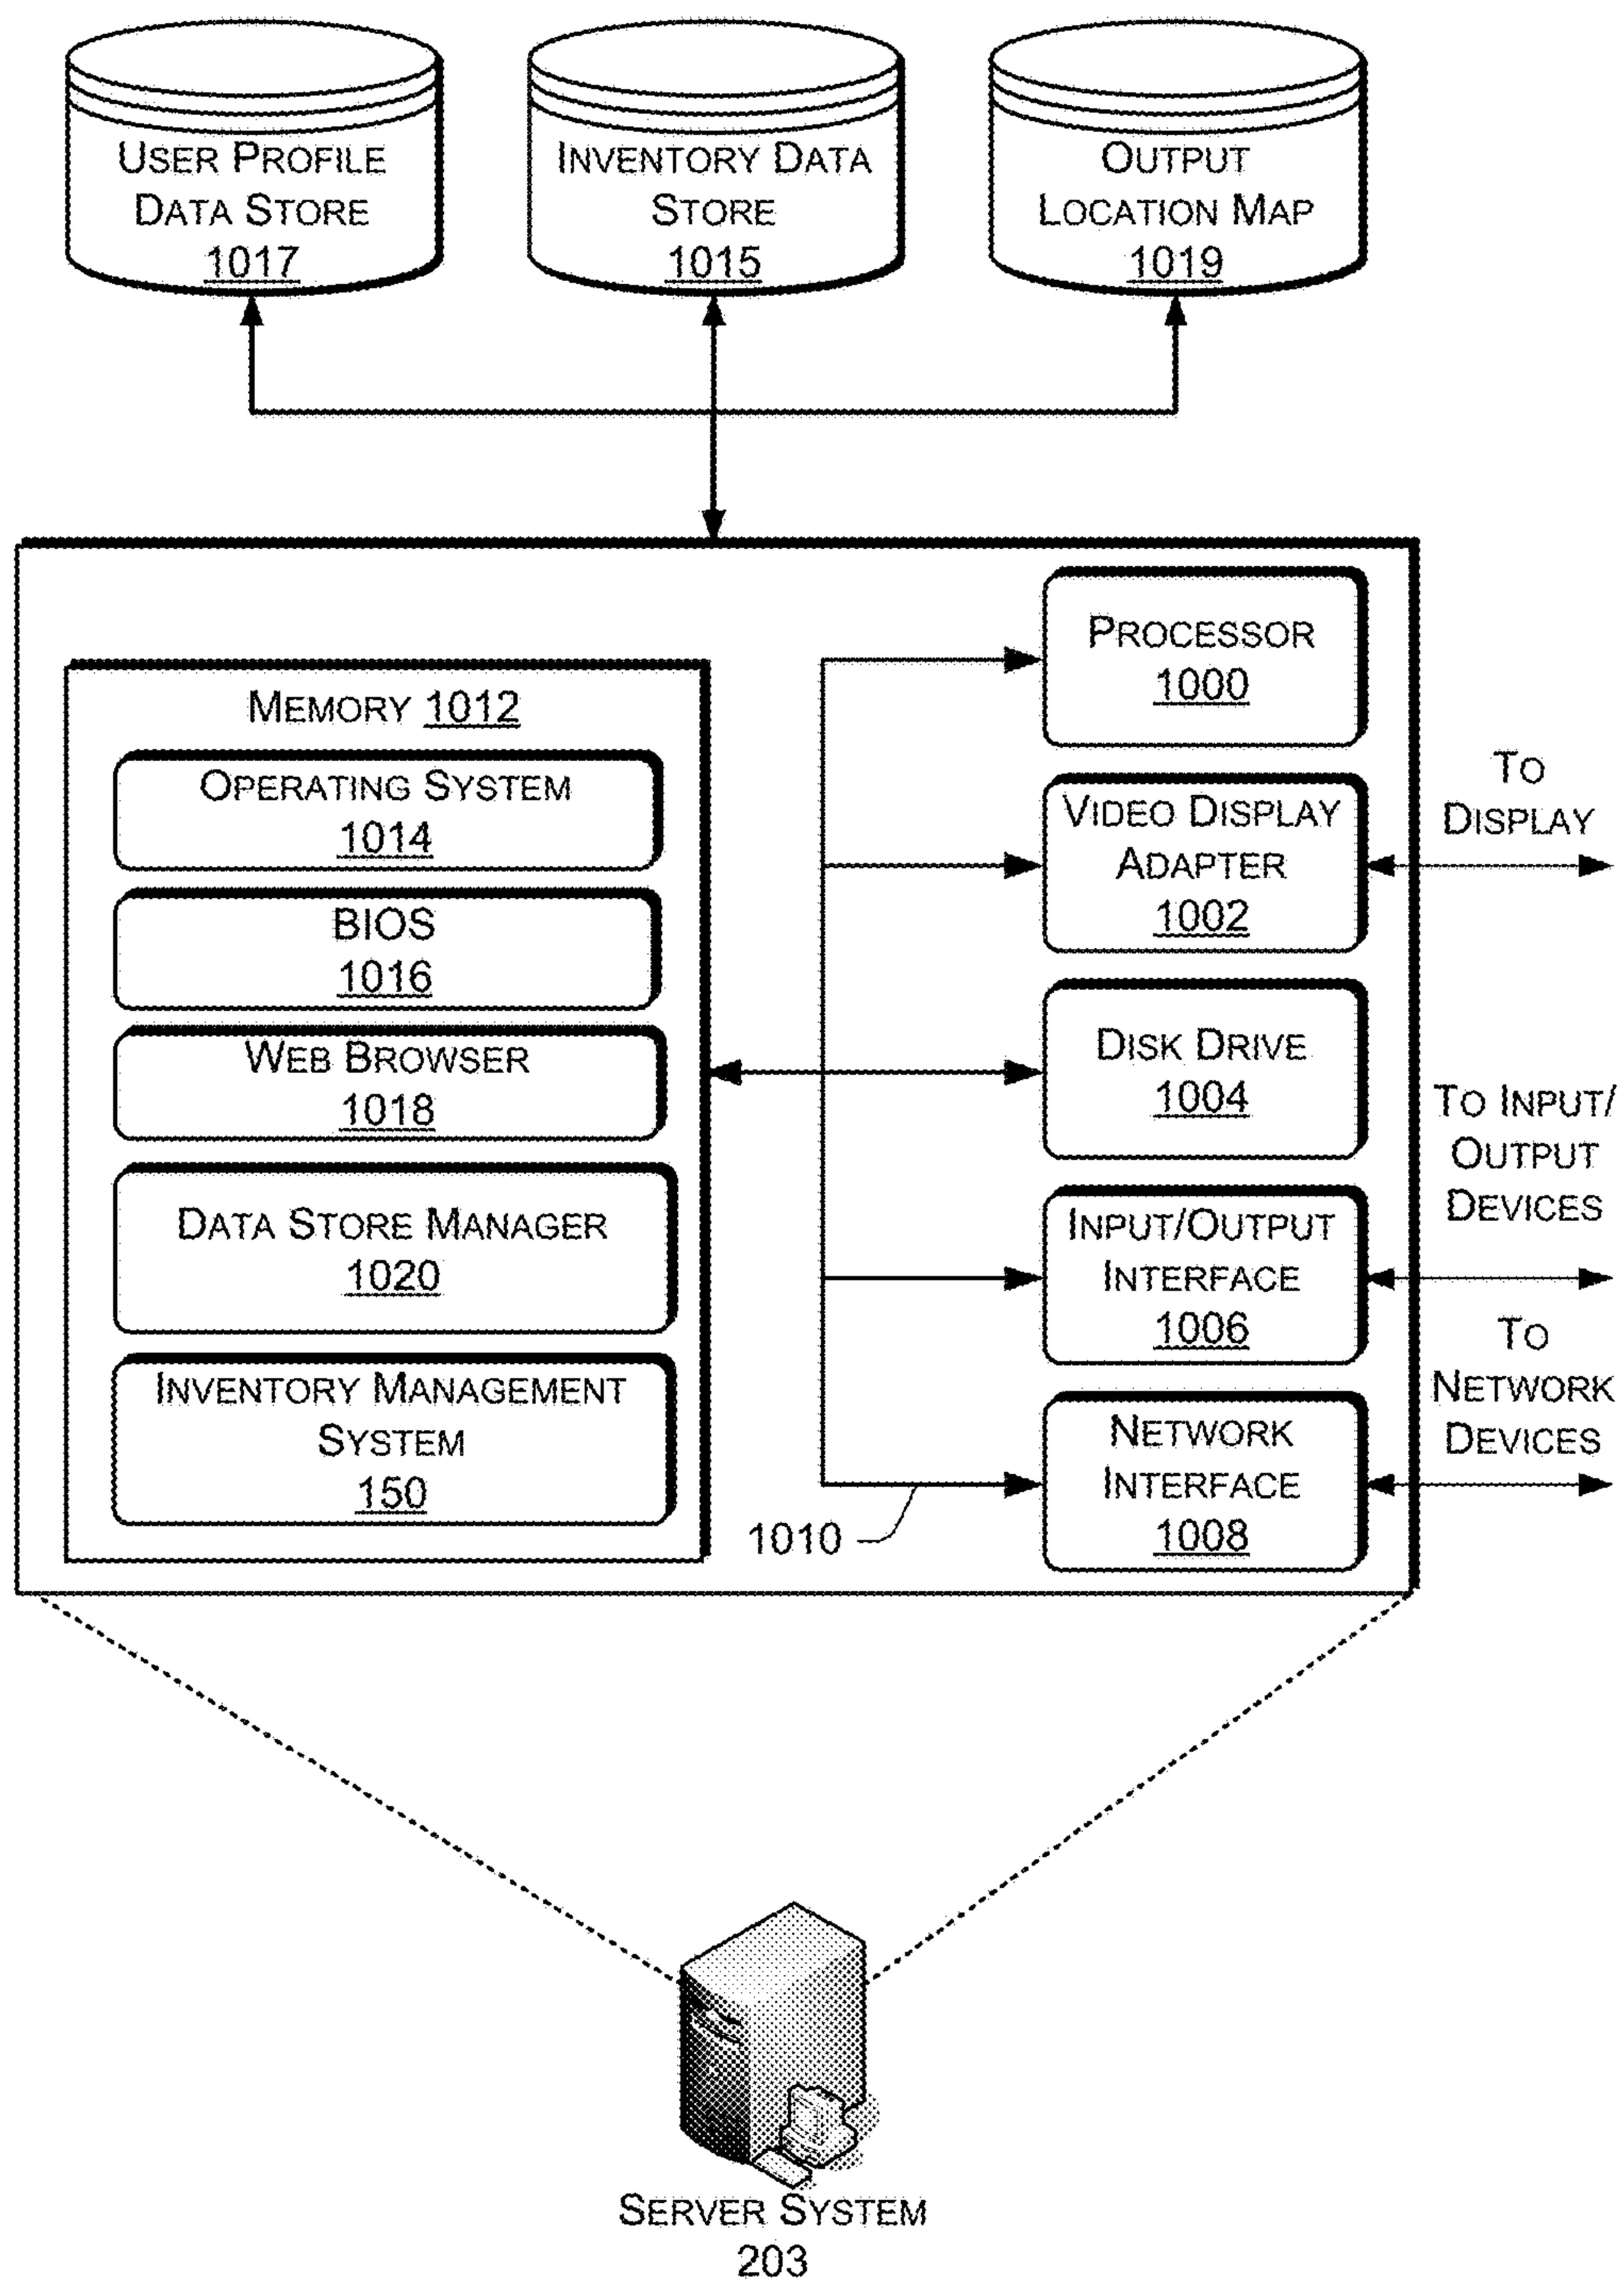 USER PROFILE
DATA STORE
1017
INVENTORY DATA
STORE
1015
OUTPUT
LOCATION MAP
1019
MEMORY 1012
OPERATING SYSTEM
1014
BIOS
1016
WEB BROWSER
1018
DATA STORE MANAGER
1020
INVENTORY MANAGEMENT
SYSTEM
150
PROCESSOR
1000
VIDEO DISPLAY
ADAPTER
1002
DISK DRIVE
1004
INPUT/OUTPUT
INTERFACE
1006
NETWORK
INTERFACE
1008
1010
TO
DISPLAY
TO INPUT/
OUTPUT
DEVICES
TO
NETWORK
DEVICES
SERVER SYSTEM
203